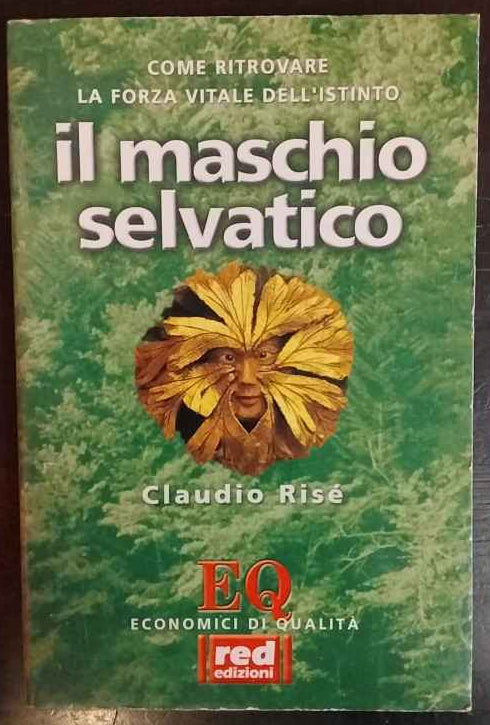 COME RITROVARE
LA FORZA VITALE DELL'ISTINTO
il maschio
selvatico
Claudio Risé
EQ
ECONOMICI DI QUALITÀ
red
edizioni